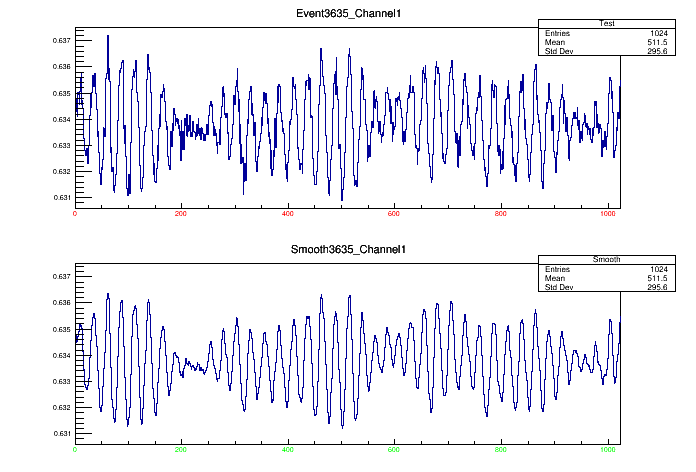 Event3635_Channel1
Test
Entries 1024
Mean 511.5
Std Dev 295.6
0.637
0.636
0.635
0.634
0.633
0.632
0.631
0 200 400 600 800 1000
Smooth3635_Channel1
Smooth
Entries 1024
Mean 511.5
Std Dev 295.6
0.637
0.636
0.635
0.634
0.633
0.632
0.631
0 200 400 600 800 1000